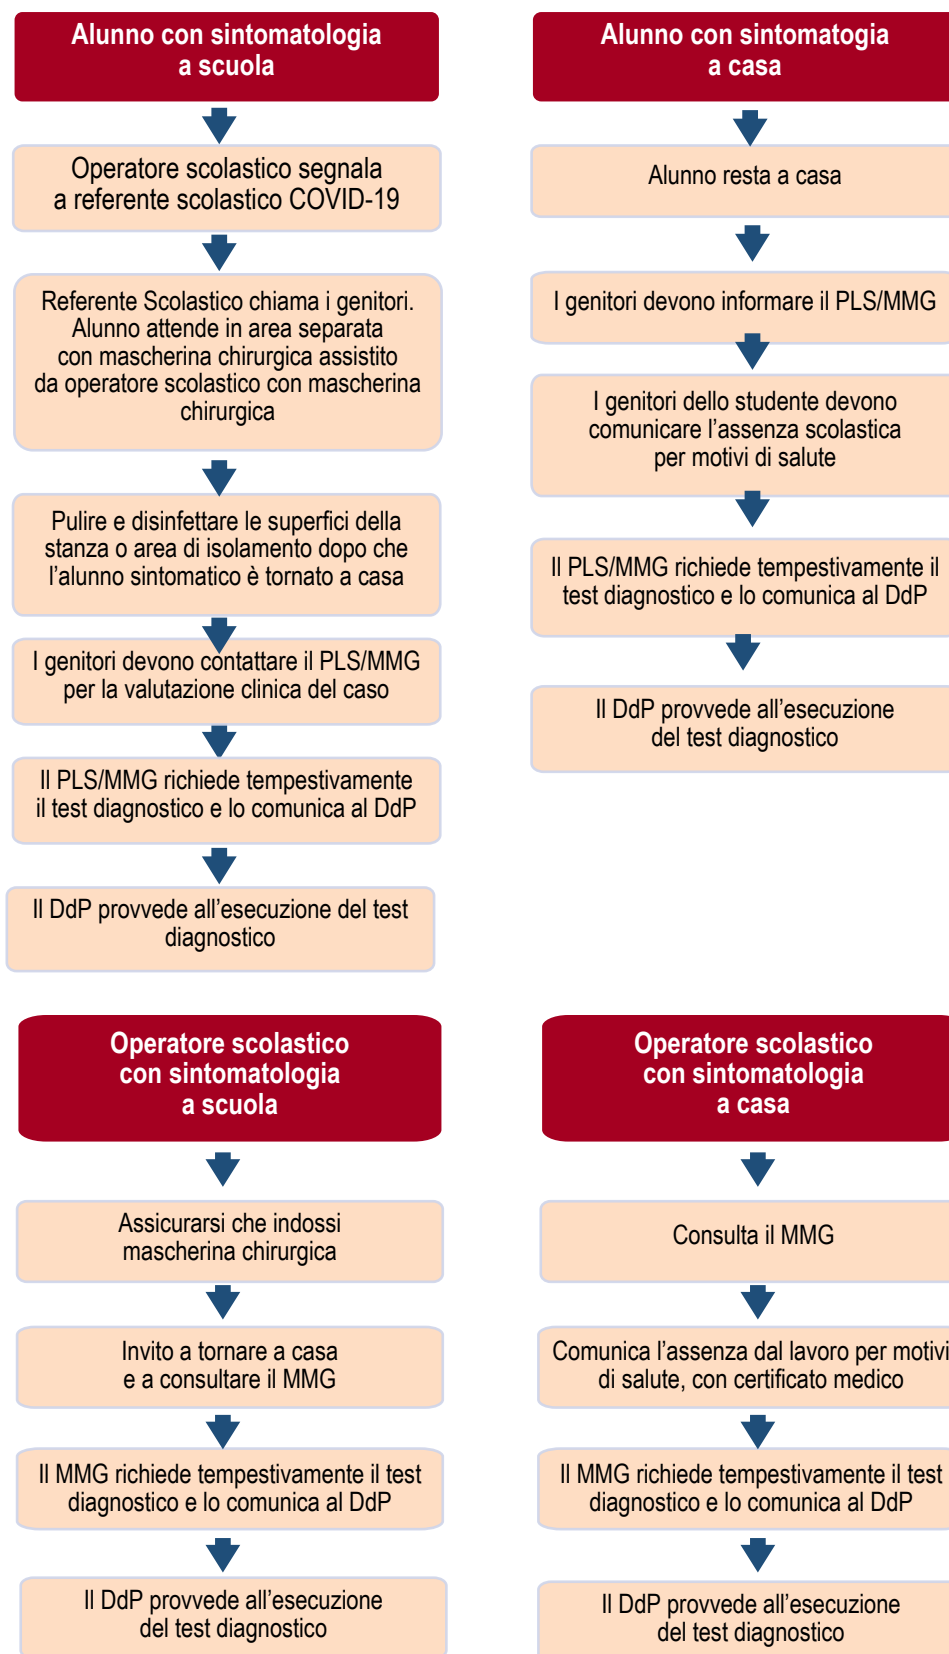 Alunno con sintomatologia
a scuola
Operatore scolastico segnala
a referente scolastico COVID-19
Referente Scolastico chiama i genitori.
Alunno attende in area separata
con mascherina chirurgica assistito
da operatore scolastico con mascherina
chirurgica
Pulire e disinfettare le superfici della
stanza o area di isolamento dopo che
l’alunno sintomatico è tornato a casa
I genitori devono contattare il PLS/MMG
per la valutazione clinica del caso
Il PLS/MMG richiede tempestivamente
il test diagnostico e lo comunica al DdP
Il DdP provvede all’esecuzione del test
diagnostico
Alunno con sintomatogia
a casa
Alunno resta a casa
I genitori devono informare il PLS/MMG
I genitori dello studente devono
comunicare l’assenza scolastica
per motivi di salute
Il PLS/MMG richiede tempestivamente il
test diagnostico e lo comunica al DdP
Il DdP provvede all’esecuzione
del test diagnostico
Operatore scolastico
con sintomatologia
a scuola
Assicurarsi che indossi
mascherina chirurgica
Invito a tornare a casa
e a consultare il MMG
Il MMG richiede tempestivamente il test
diagnostico e lo comunica al DdP
Il DdP provvede all’esecuzione
del test diagnostico
Operatore scolastico
con sintomatologia
a casa
Consulta il MMG
Comunica l’assenza dal lavoro per motivi
di salute, con certificato medico
Il MMG richiede tempestivamente il test
diagnostico e lo comunica al DdP
Il DdP provvede all’esecuzione
del test diagnostico